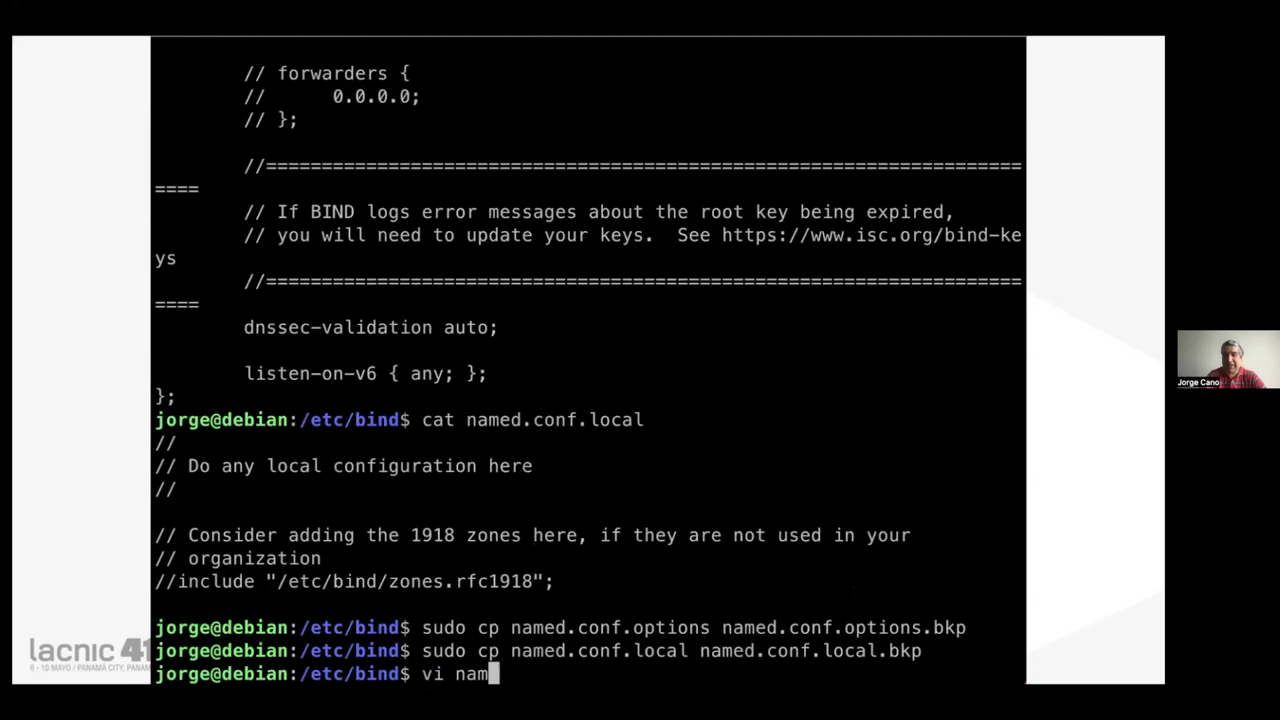 // forwarders {
//      0.0.0.0;
// };
//=====================================================================
====
// If BIND logs error messages about the root key being expired,
// you will need to update your keys.  See https://www.isc.org/bind-ke
ys
//=====================================================================
====
dnssec-validation auto;
listen-on-v6 { any; };
};
jorge@debian:/etc/bind$ cat named.conf.local
//
// Do any local configuration here
//
// Consider adding the 1918 zones here, if they are not used in your
// organization
//include "/etc/bind/zones.rfc1918";
jorge@debian:/etc/bind$ sudo cp named.conf.options named.conf.options.bkp
jorge@debian:/etc/bind$ sudo cp named.conf.local named.conf.local.bkp
jorge@debian:/etc/bind$ vi nam
lacnic 41
6 - 10 MAYO / PANAMÁ CITY, PANAM
Jorge Cano